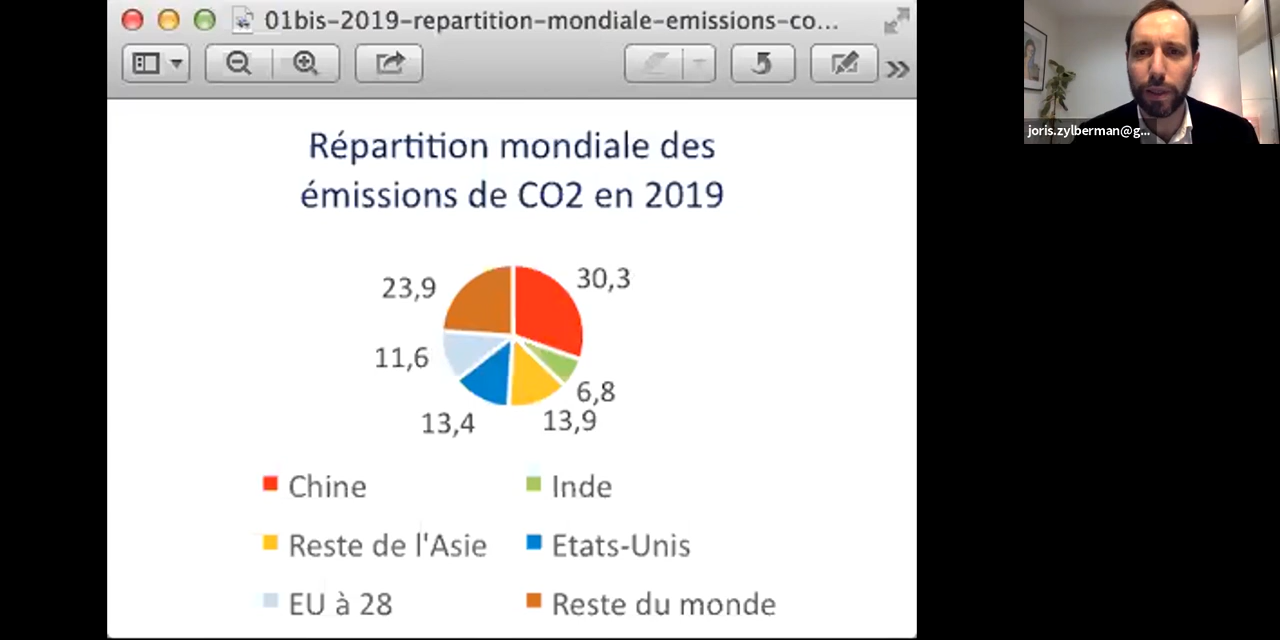 01bis-2019-repartition-mondiale-emissions-co...
joris.zylberman@g...
Répartition mondiale des
émissions de CO2 en 2019
23,9
30,3
11,6
6,8
13,4
13,9
Chine
Inde
Reste de l'Asie
Etats-Unis
EU à 28
Reste du monde